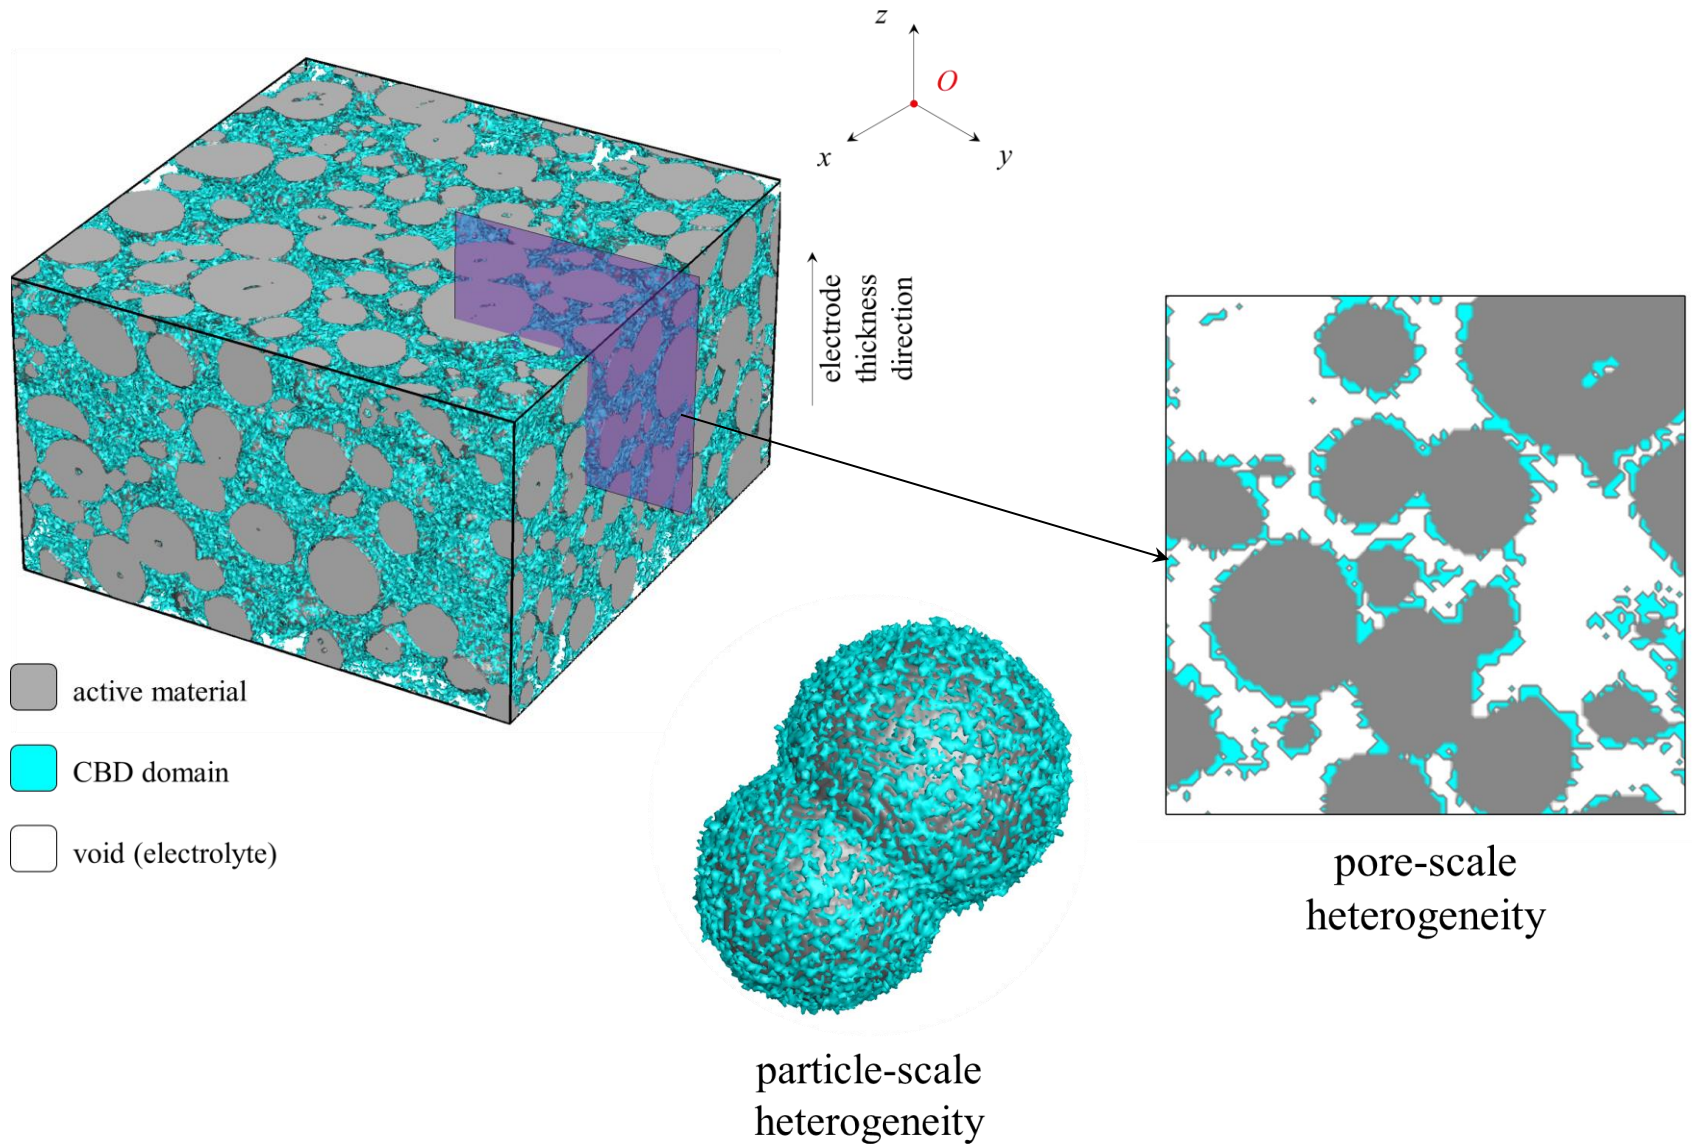 z
O
x
y
electrode
thickness
direction
active material
CBD domain
void (electrolyte)
pore-scale
heterogeneity
particle-scale
heterogeneity